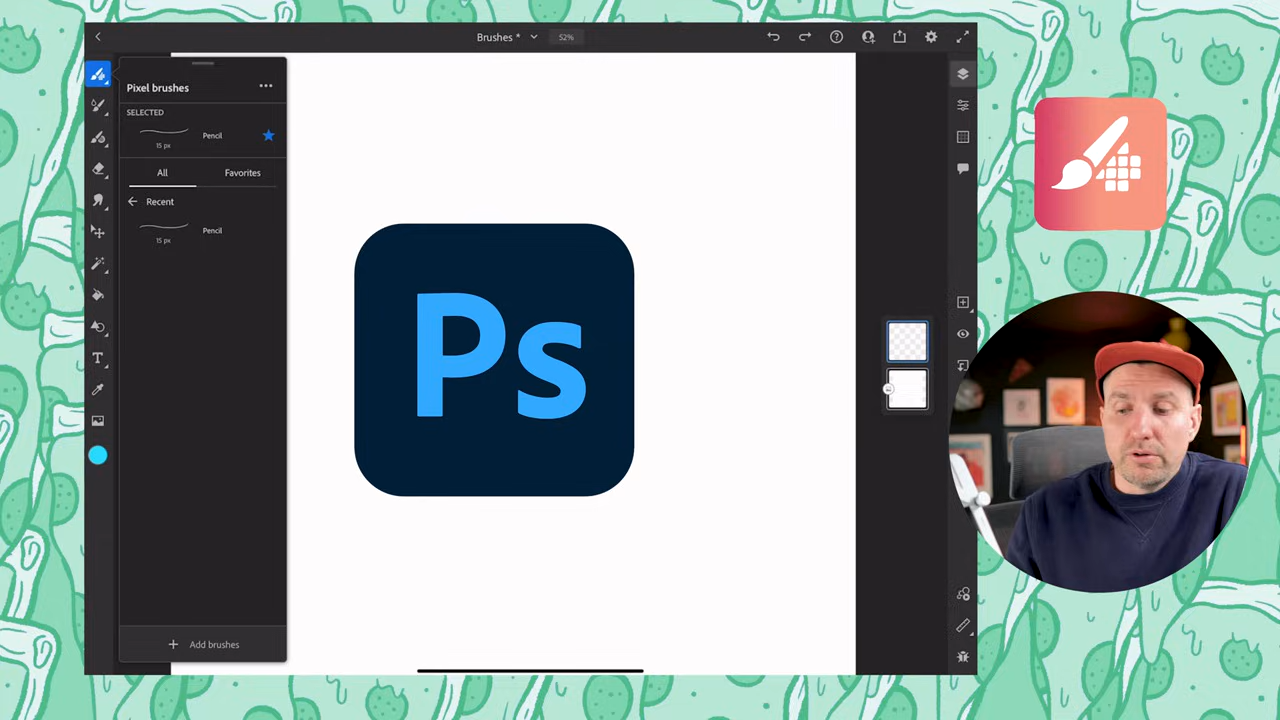 Brushes *
52%
Pixel brushes
SELECTED
Pencil
15 px
All
Favorites
Recent
Pencil
15 px
Ps
T
Add brushes